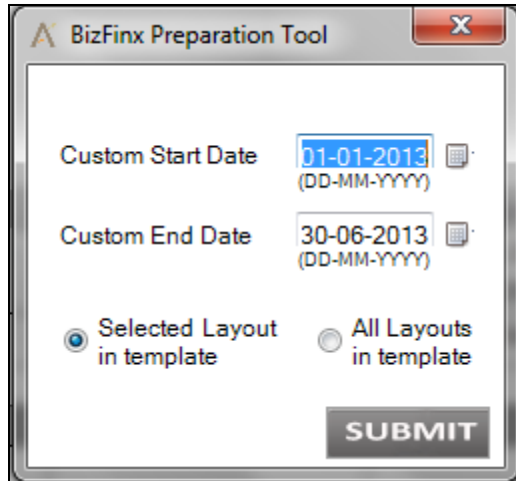 BizFinx Preparation Tool
Custom Start Date 01-01-2013
(DD-MM-YYYY)
Custom End Date 30-06-2013
(DD-MM-YYYY)
Selected Layout All Layouts
in template in template
SUBMIT